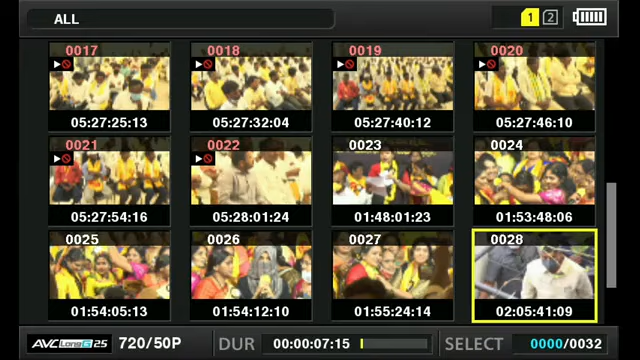 ALL
1 2
0017 0018 0019 0020
05:27:25:13 05:27:32:04 05:27:40:12 05:27:46:10
0021 0022 0023 0024
05:27:54:16 05:28:01:24 01:48:01:23 01:53:48:06
0025 0026 0027 0028
01:54:05:13 01:54:12:10 01:55:24:14 02:05:41:09
AVC LongG 25 720/50P DUR 00:00:07:15 SELECT 0000/0032